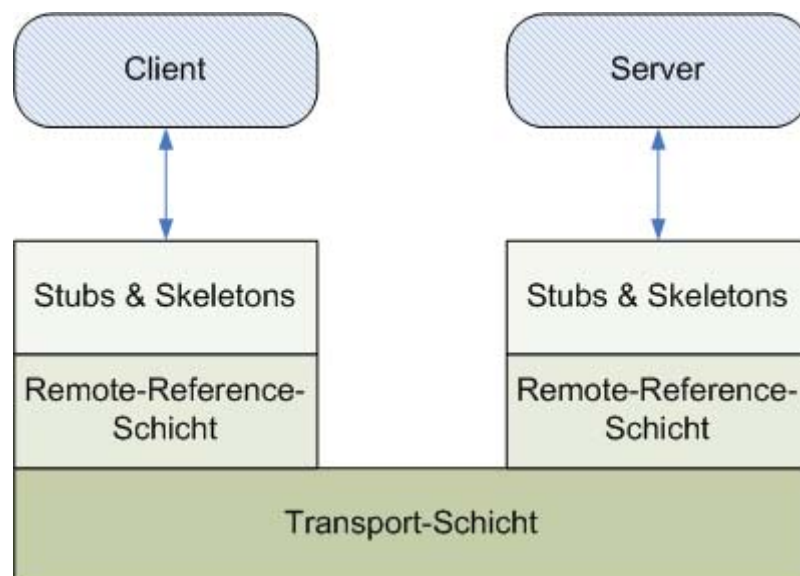 Client
Server
Stubs & Skeletons
Stubs & Skeletons
Remote-Reference-
Schicht
Remote-Reference-
Schicht
Transport-Schicht